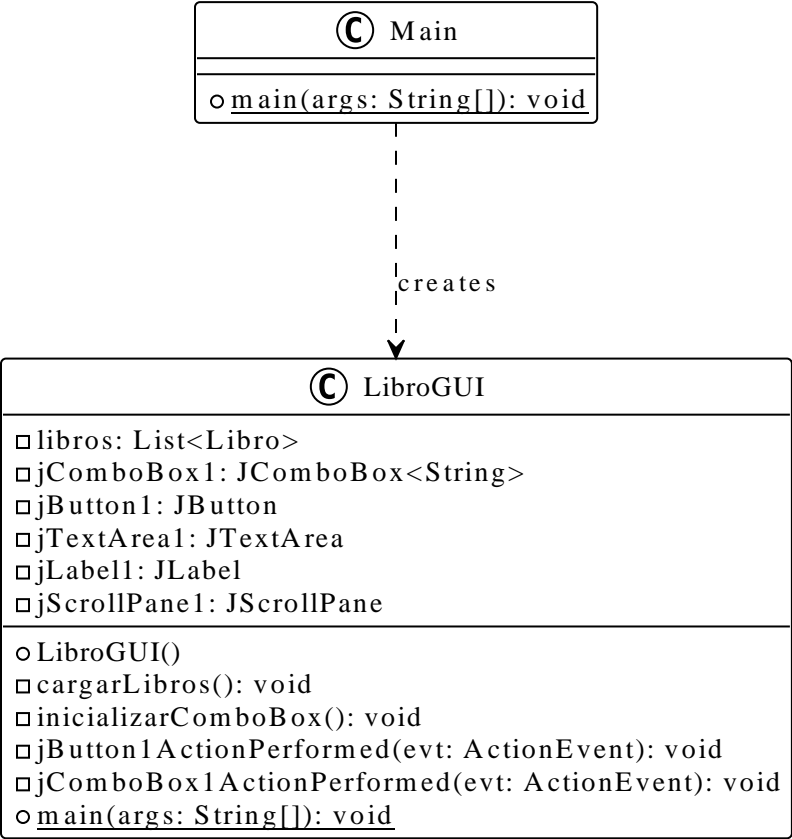 C Main
main(args: String[]): void
creates
C LibroGUI
libros: List<Libro>
jComboBox1: JComboBox<String>
jButton1: JButton
jTextArea1: JTextArea
jLabel1: JLabel
jScrollPane1: JScrollPane
LibroGUI()
cargarLibros(): void
inicializarComboBox(): void
jButton1ActionPerformed(evt: ActionEvent): void
jComboBox1ActionPerformed(evt: ActionEvent): void
main(args: String[]): void